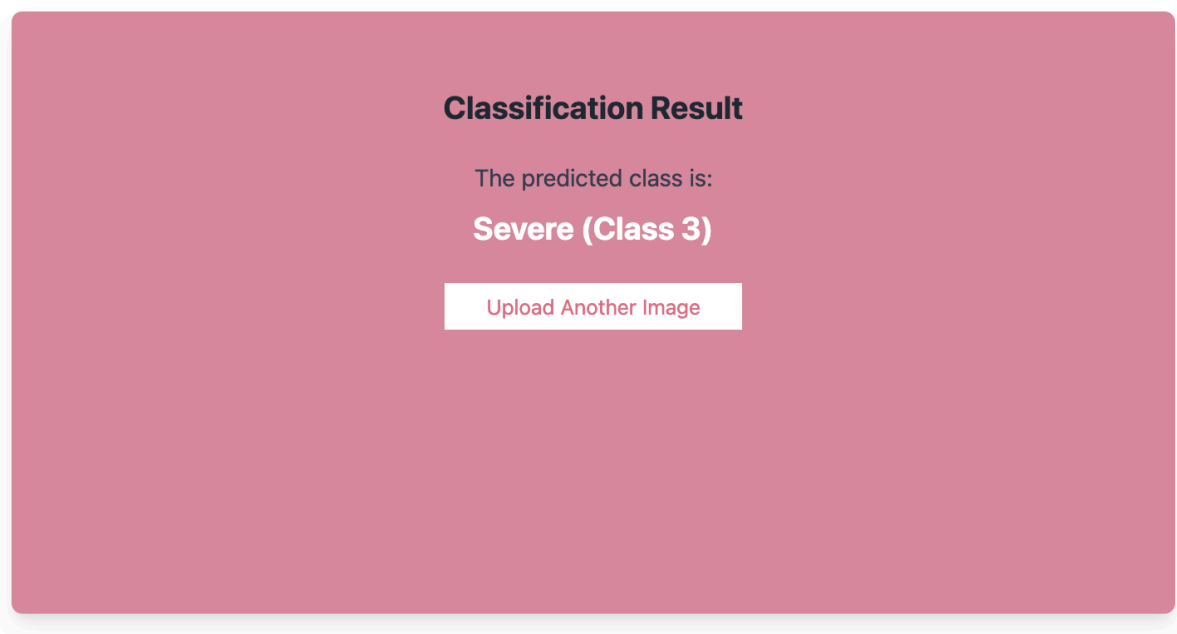 Classification Result
The predicted class is:
Severe (Class 3)
Upload Another Image